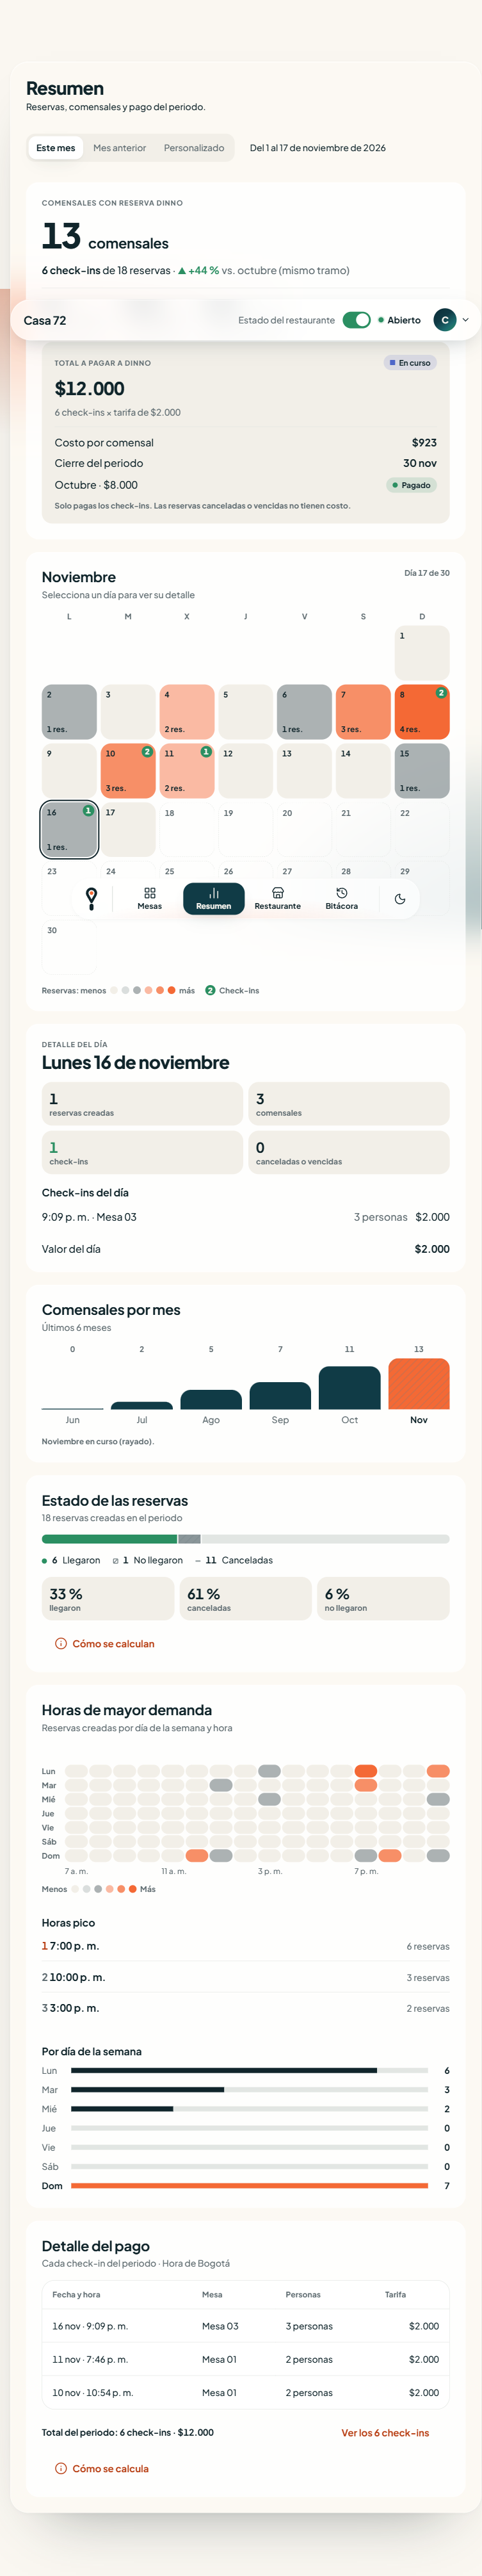 Resumen
Reservas, comensales y pago del periodo.
Este mes Mes anterior Personalizado Del 1 al 17 de noviembre de 2026
COMENSALES CON RESERVA DINNO
13 comensales
6 check-ins de 18 reservas · ▲ +44 % vs. octubre (mismo tramo)
Casa 72 Estado del restaurante Abierto C
TOTAL A PAGAR A DINNO En curso
$12.000
6 check-ins × tarifa de $2.000
Costo por comensal $923
Cierre del periodo 30 nov
Octubre · $8.000 Pagado
Solo pagas los check-ins. Las reservas canceladas o vencidas no tienen costo.
Noviembre Día 17 de 30
Selecciona un día para ver su detalle
L M X J V S D
1
2 3 4 5 6 7 8 2
1 res. 2 res. 1 res. 3 res. 4 res.
9 10 2 11 1 12 13 14 15
3 res. 2 res. 1 res.
16 1 17 18 19 20 21 22
1 res.
23 24 25 26 27 28 29
Mesas Resumen Restaurante Bitácora
30
Reservas: menos más 2 Check-ins
DETALLE DEL DÍA
Lunes 16 de noviembre
1 3
reservas creadas comensales
1 0
check-ins canceladas o vencidas
Check-ins del día
9:09 p. m. · Mesa 03 3 personas $2.000
Valor del día $2.000
Comensales por mes
Últimos 6 meses
0 2 5 7 11 13
Jun Jul Ago Sep Oct Nov
Noviembre en curso (rayado).
Estado de las reservas
18 reservas creadas en el periodo
6 Llegaron 1 No llegaron – 11 Canceladas
33 % 61 % 6 %
llegaron canceladas no llegaron
Cómo se calculan
Horas de mayor demanda
Reservas creadas por día de la semana y hora
Lun
Mar
Mié
Jue
Vie
Sáb
Dom
7 a. m. 11 a. m. 3 p. m. 7 p. m.
Menos Más
Horas pico
1 7:00 p. m. 6 reservas
2 10:00 p. m. 3 reservas
3 3:00 p. m. 2 reservas
Por día de la semana
Lun 6
Mar 3
Mié 2
Jue 0
Vie 0
Sáb 0
Dom 7
Detalle del pago
Cada check-in del periodo · Hora de Bogotá
Fecha y hora Mesa Personas Tarifa
16 nov · 9:09 p. m. Mesa 03 3 personas $2.000
11 nov · 7:46 p. m. Mesa 01 2 personas $2.000
10 nov · 10:54 p. m. Mesa 01 2 personas $2.000
Total del periodo: 6 check-ins · $12.000 Ver los 6 check-ins
Cómo se calcula